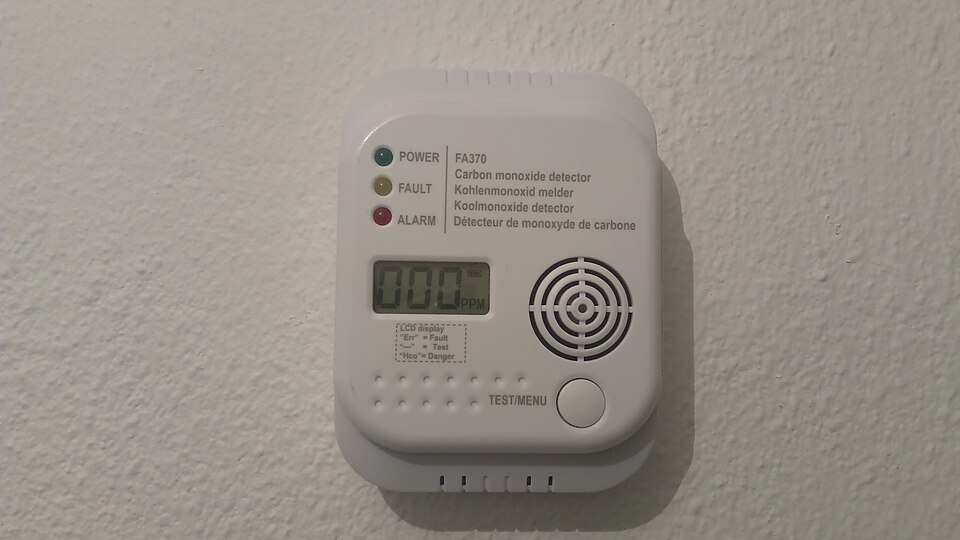 POWER
FAULT
ALARM
FA370
Carbon monoxide detector
Kohlenmonoxid melder
Koolmonoxide detector
Détecteur de monoxyde de carbone
000
PPM
LCD display
"Err" = Fault
"---" = Test
"Hco"= Danger
TEST/MENU